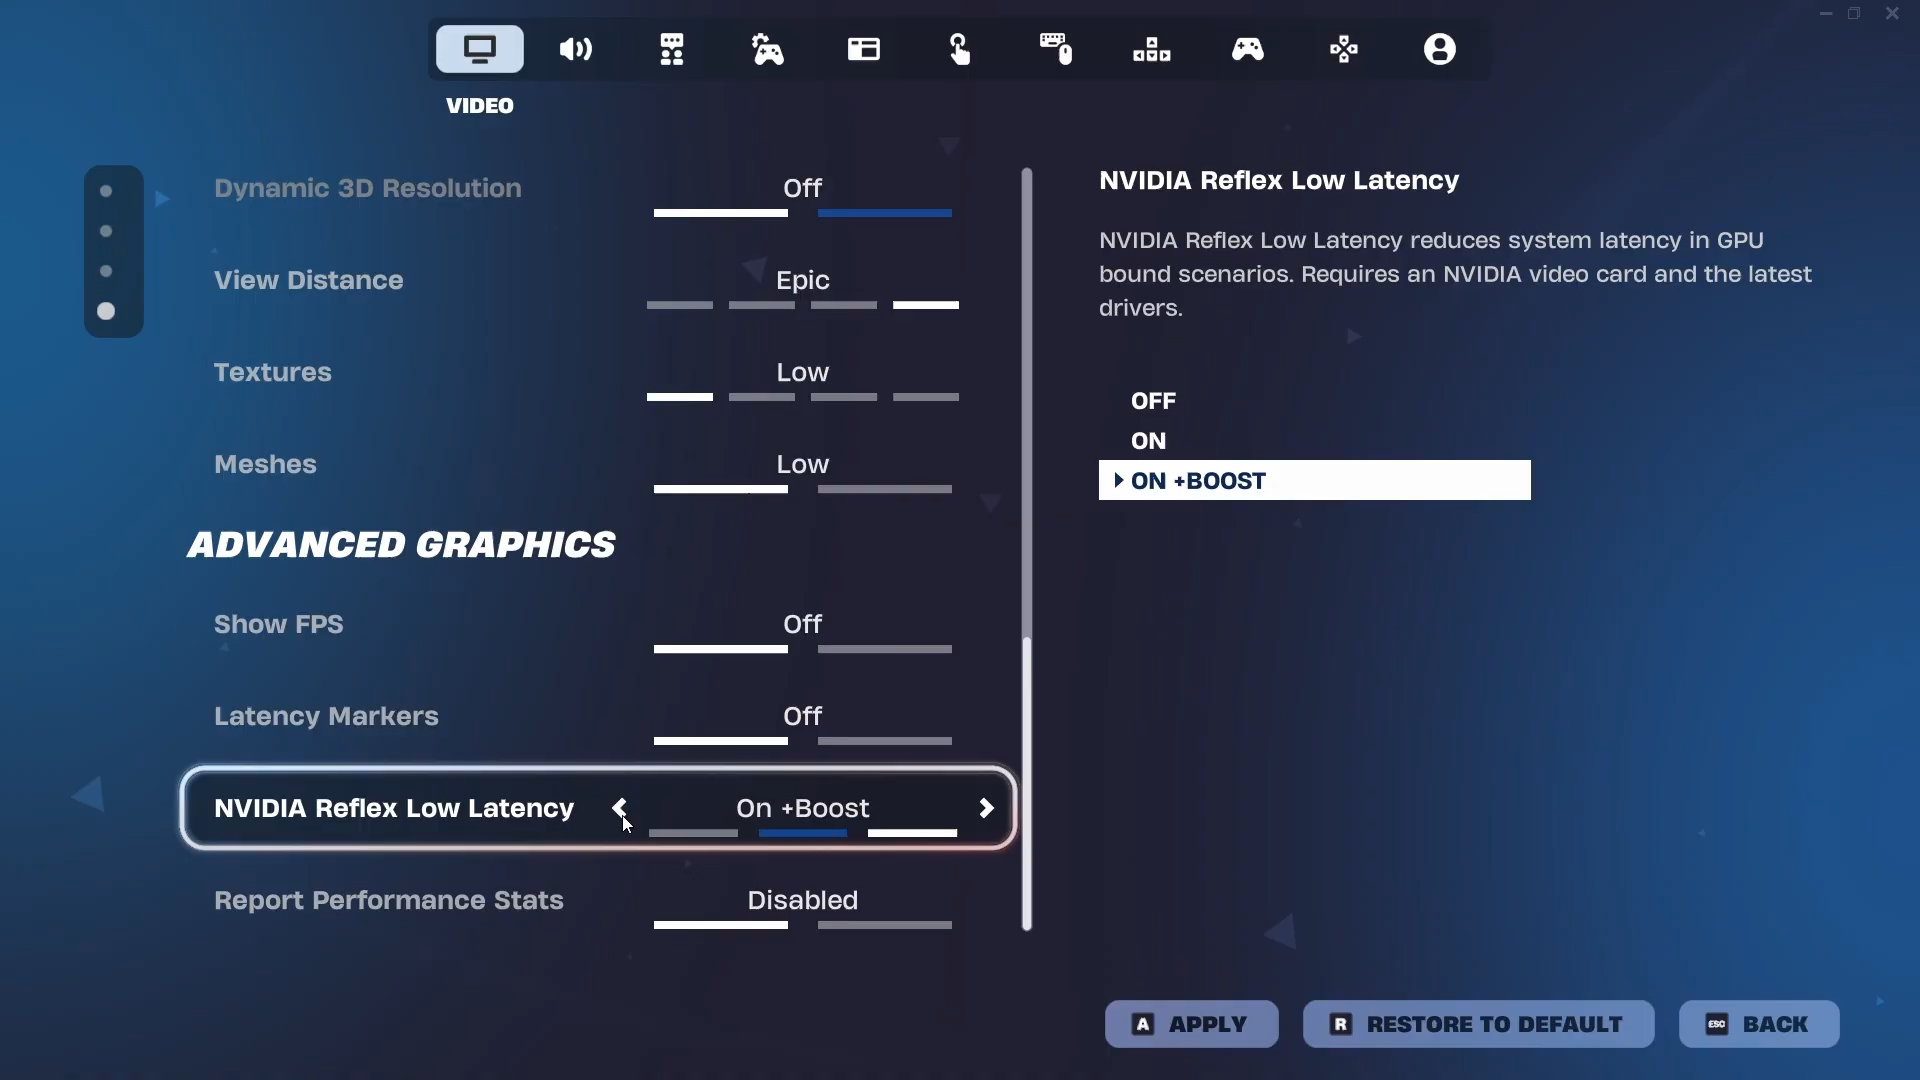 VIDEO
Dynamic 3D Resolution
Off
View Distance
Epic
Textures
Low
Meshes
Low
ADVANCED GRAPHICS
Show FPS
Off
Latency Markers
Off
NVIDIA Reflex Low Latency
On +Boost
Report Performance Stats
Disabled
NVIDIA Reflex Low Latency
NVIDIA Reflex Low Latency reduces system latency in GPU
bound scenarios. Requires an NVIDIA video card and the latest
drivers.
OFF
ON
ON +BOOST
A APPLY
R RESTORE TO DEFAULT
ESC BACK